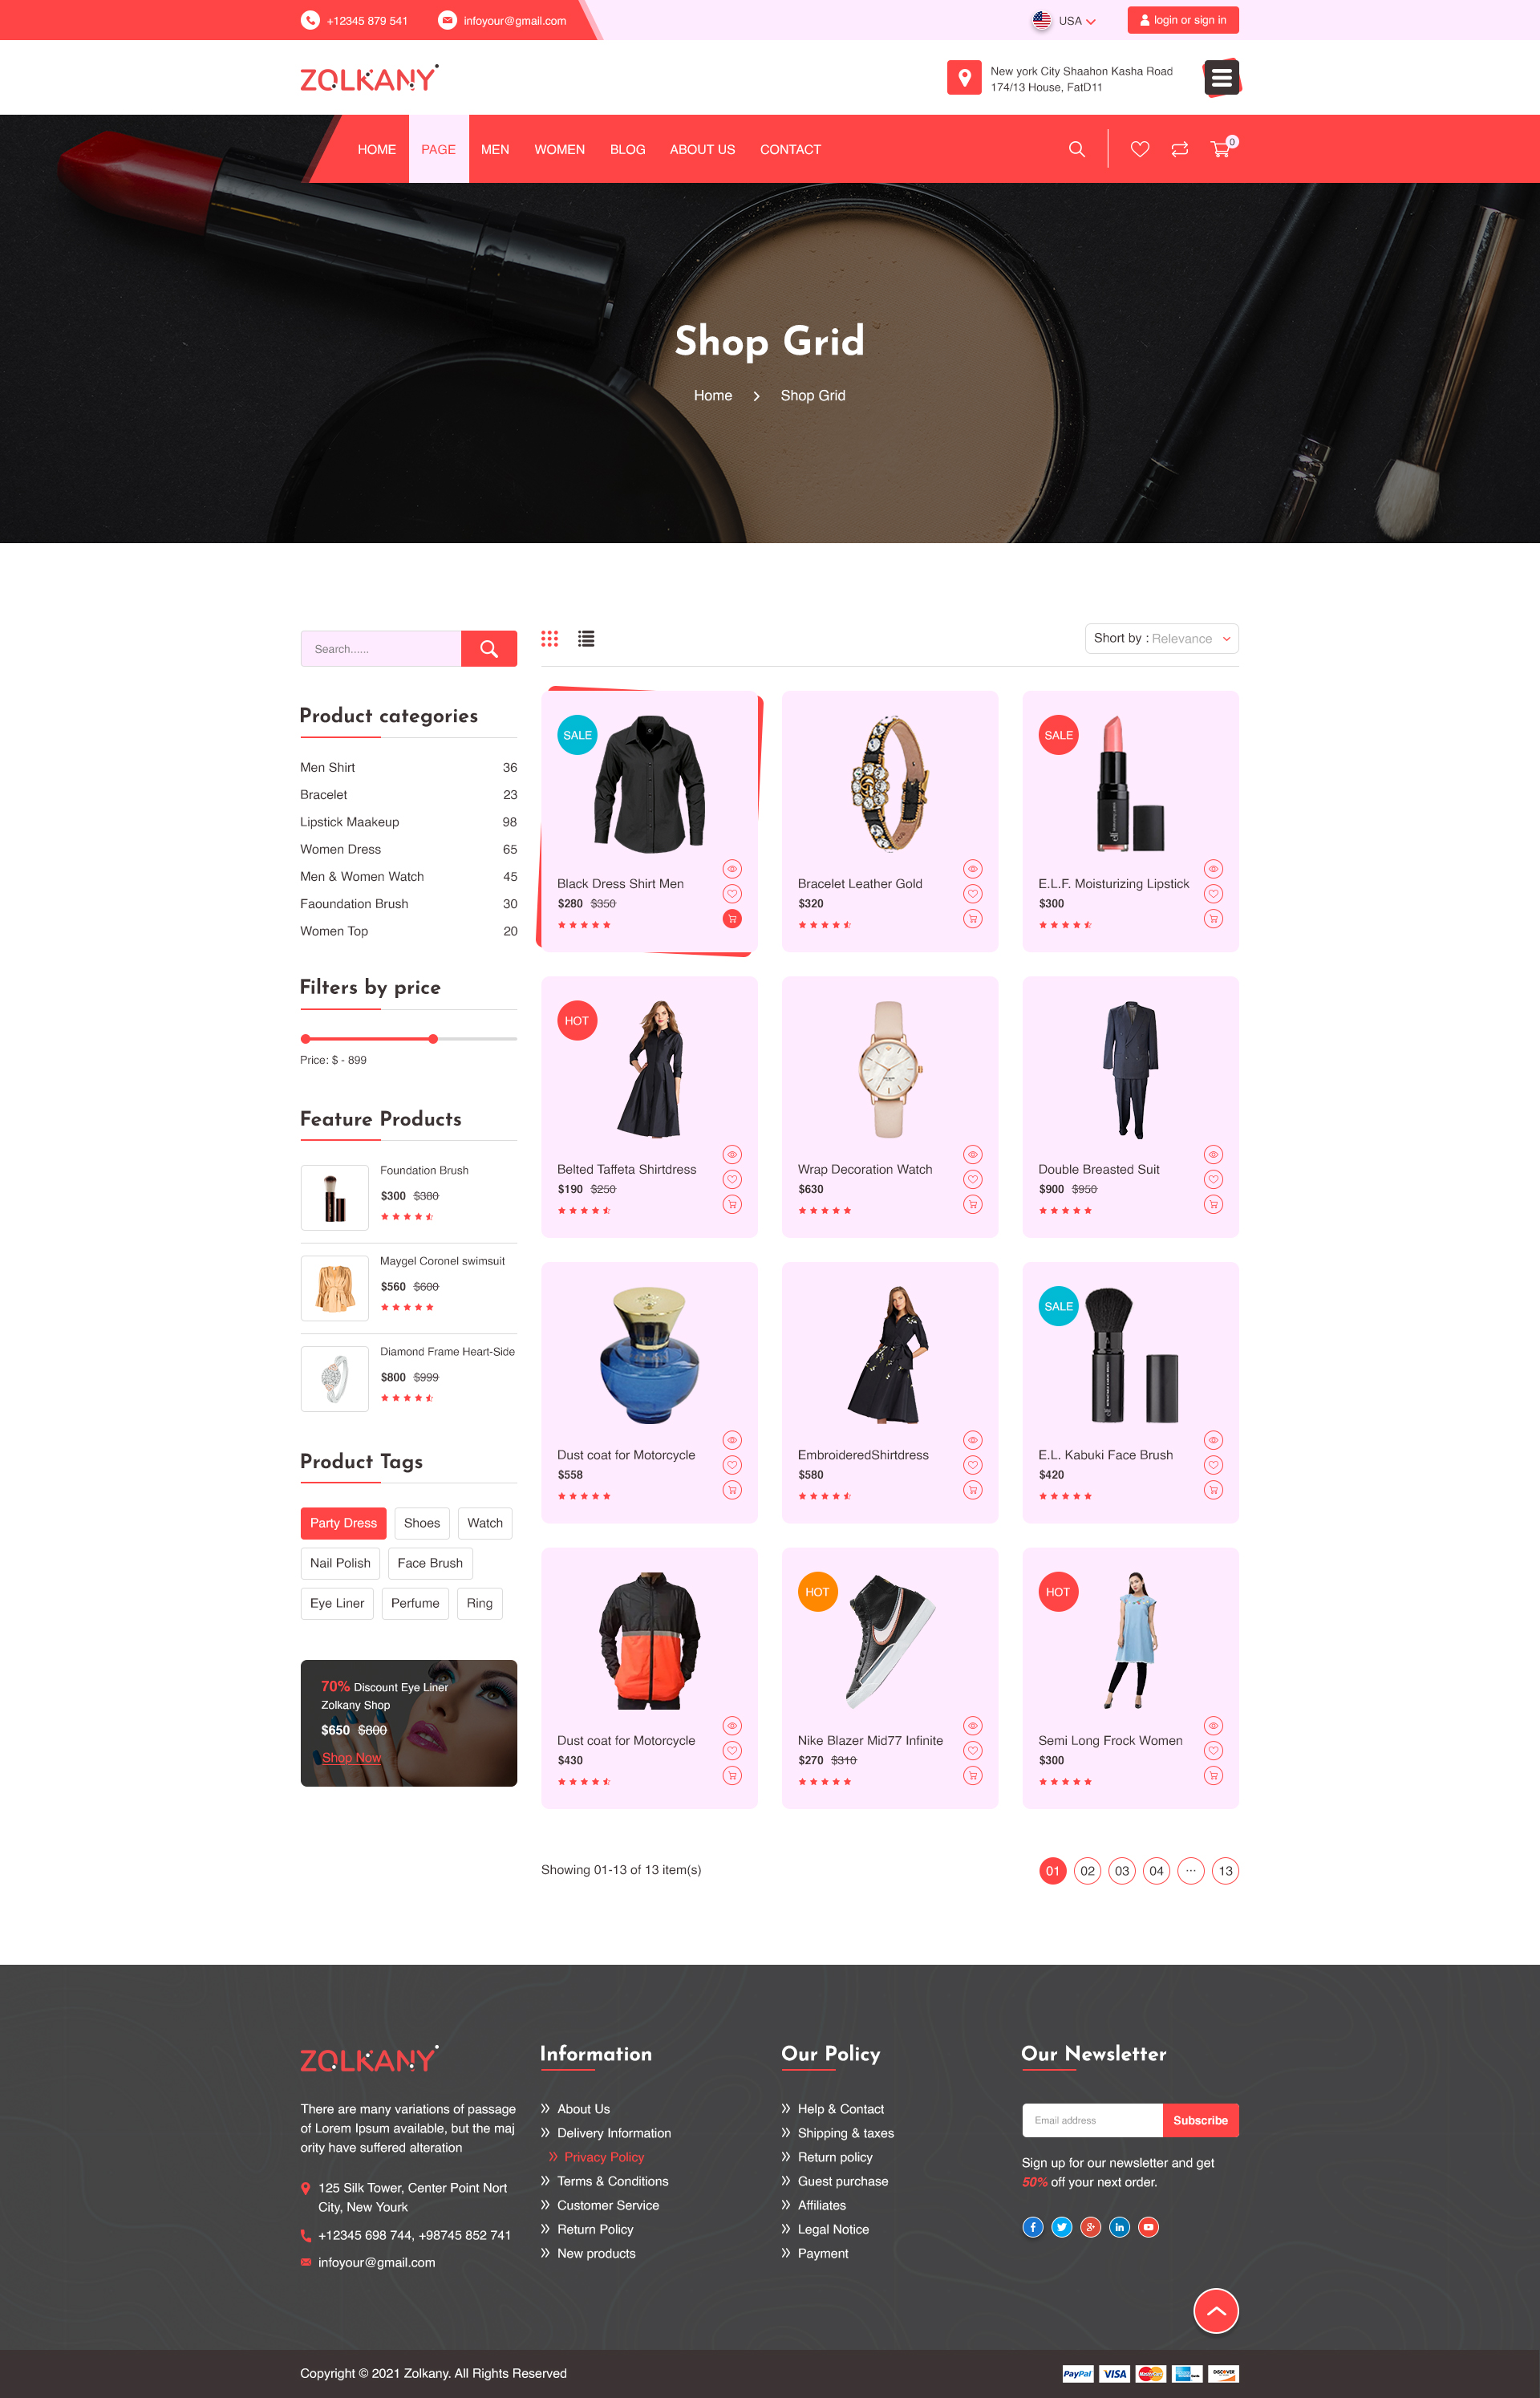 +12345 879 541
infoyour@gmail.com
USA
login or sign in
ZOLKANY
New york City Shaahon Kasha Road
174/13 House, FatD11
HOME
PAGE
MEN
WOMEN
BLOG
ABOUT US
CONTACT
0
Shop Grid
Home
Shop Grid
Search......
Product categories
Men Shirt 36
Bracelet 23
Lipstick Maakeup 98
Women Dress 65
Men & Women Watch 45
Faoundation Brush 30
Women Top 20
Filters by price
Price: $ - 899
Feature Products
Foundation Brush
$300 $380
Maygel Coronel swimsuit
$560 $600
Diamond Frame Heart-Side
$800 $999
Product Tags
Party Dress
Shoes
Watch
Nail Polish
Face Brush
Eye Liner
Perfume
Ring
70% Discount Eye Liner
Zolkany Shop
$650 $800
Shop Now
Short by : Relevance
SALE
Black Dress Shirt Men
$280 $350
Bracelet Leather Gold
$320
SALE
E.L.F. Moisturizing Lipstick
$300
HOT
Belted Taffeta Shirtdress
$190 $250
Wrap Decoration Watch
$630
Double Breasted Suit
$900 $950
Dust coat for Motorcycle
$558
EmbroideredShirtdress
$580
SALE
E.L. Kabuki Face Brush
$420
Dust coat for Motorcycle
$430
HOT
Nike Blazer Mid77 Infinite
$270 $310
HOT
Semi Long Frock Women
$300
Showing 01-13 of 13 item(s)
01
02
03
04
...
13
ZOLKANY
There are many variations of passage
of Lorem Ipsum available, but the maj
ority have suffered alteration
125 Silk Tower, Center Point Nort
City, New Yourk
+12345 698 744, +98745 852 741
infoyour@gmail.com
Information
About Us
Delivery Information
Privacy Policy
Terms & Conditions
Customer Service
Return Policy
New products
Our Policy
Help & Contact
Shipping & taxes
Return policy
Guest purchase
Affiliates
Legal Notice
Payment
Our Newsletter
Email address
Subscribe
Sign up for our newsletter and get
50% off your next order.
Copyright © 2021 Zolkany. All Rights Reserved
PayPal
VISA
MasterCard
DISCOVER